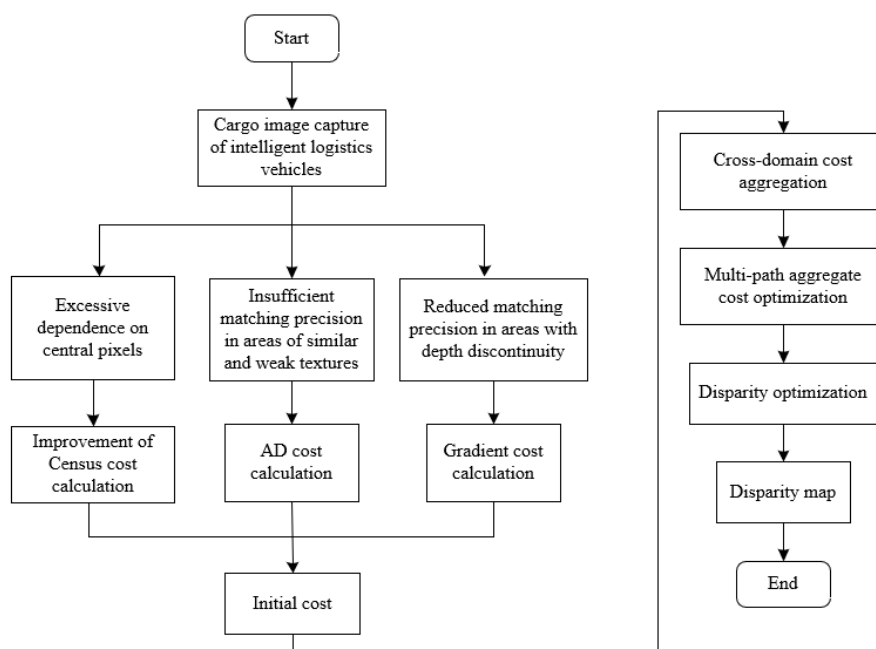 Start
Cargo image capture
of intelligent logistics
vehicles
Excessive
dependence on
central pixels
Insufficient
matching precision
in areas of similar
and weak textures
Reduced matching
precision in areas with
depth discontinuity
Improvement of
Census cost
calculation
AD cost
calculation
Gradient cost
calculation
Initial cost
Cross-domain cost
aggregation
Multi-path aggregate
cost optimization
Disparity optimization
Disparity map
End